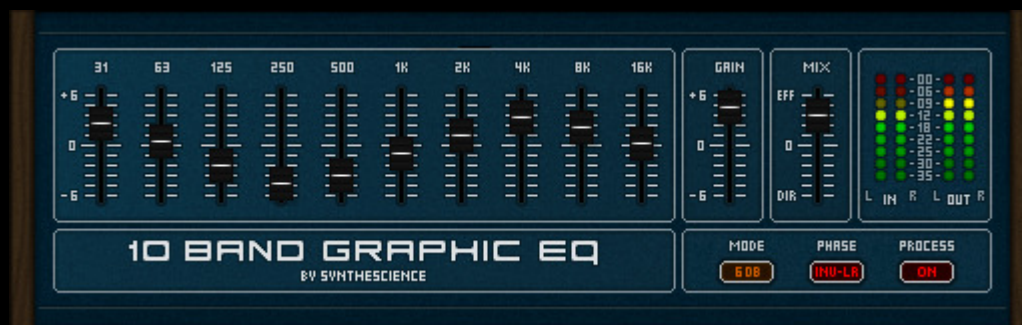 31 63 125 250 500 1K 2K 4K 8K 16K GAIN MIX
+6 +6 EFF -00-
-06-
-09-
-12-
0 0 0 -18-
-22-
-25-
-30-
-6 -6 DIR -35-
L IN R L OUT R
10 BAND GRAPHIC EQ
BY SYNTHESCIENCE
MODE PHASE PROCESS
6DB INV-LR ON